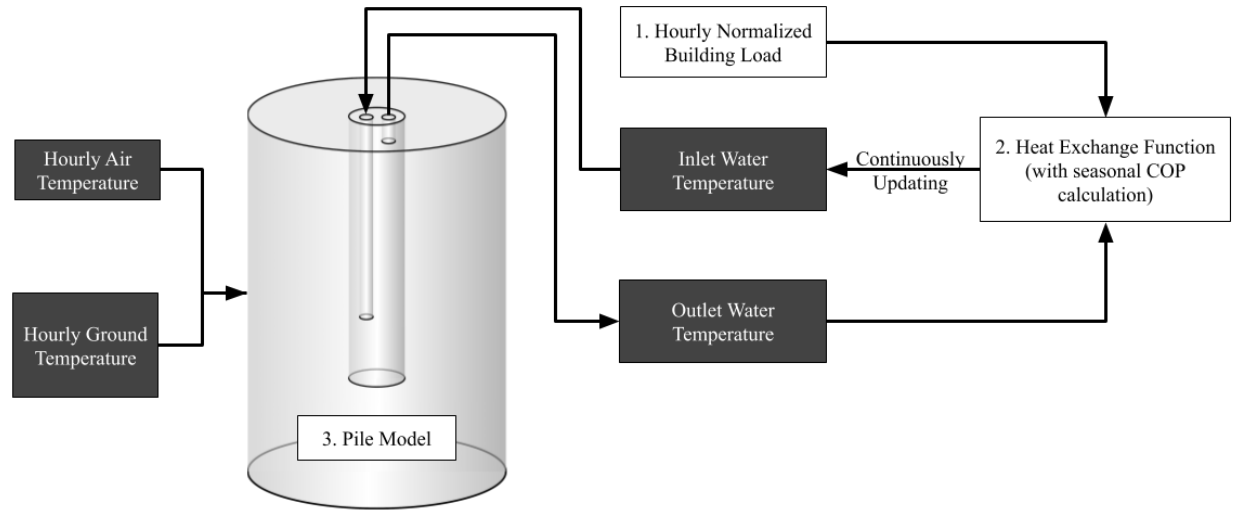 1. Hourly Normalized
Building Load
Hourly Air
Temperature
Inlet Water
Temperature
Continuously
Updating
2. Heat Exchange Function
(with seasonal COP
calculation)
Hourly Ground
Temperature
Outlet Water
Temperature
3. Pile Model